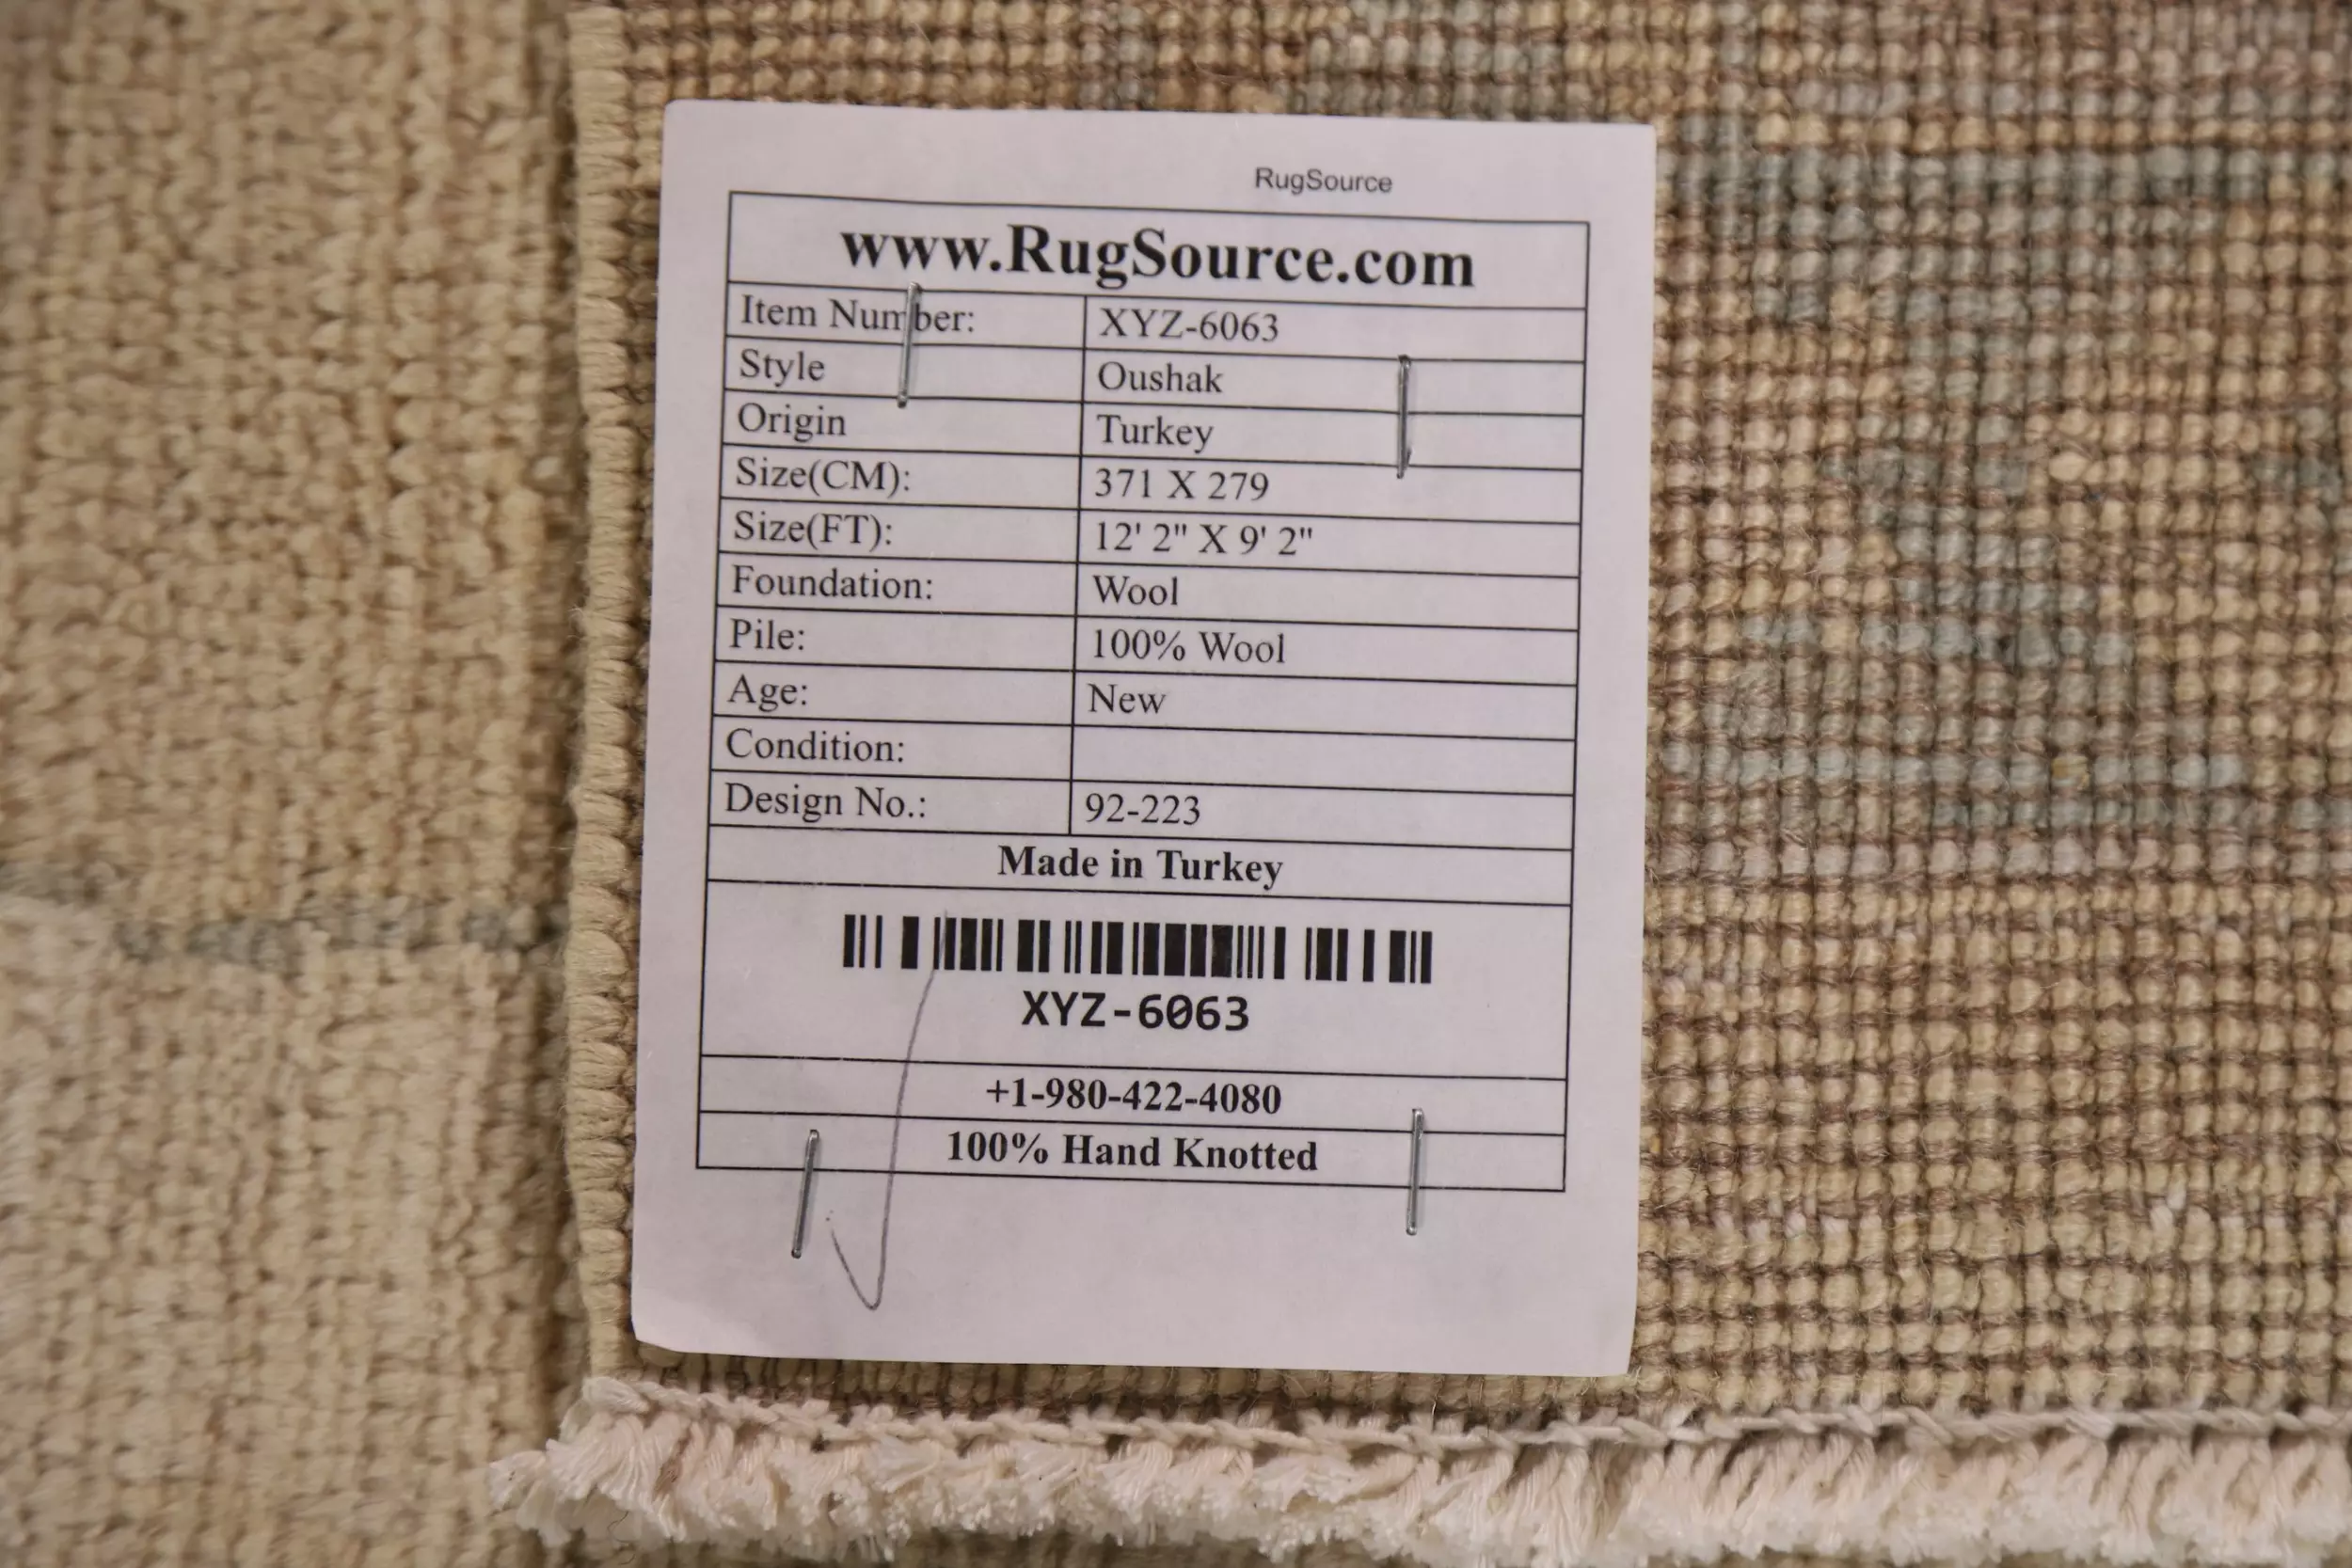 RugSource
www.RugSource.com
Item Number: XYZ-6063
Style Oushak
Origin Turkey
Size(CM): 371 X 279
Size(FT): 12' 2" X 9' 2"
Foundation: Wool
Pile: 100% Wool
Age: New
Condition:
Design No.: 92-223
Made in Turkey
XYZ-6063
+1-980-422-4080
100% Hand Knotted